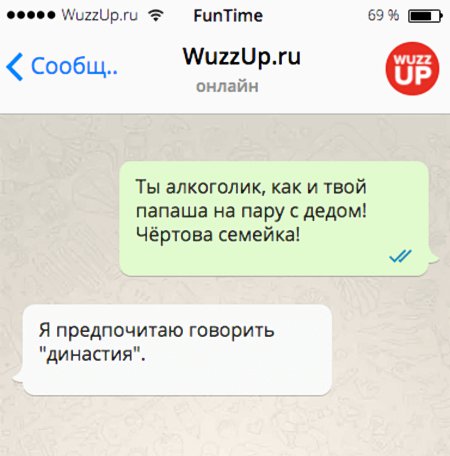 WuzzUp.ru FunTime 69 %
Сообщ..
WuzzUp.ru
онлайн
WUZZ
UP
Ты алкоголик, как и твой
папаша на пару с дедом!
Чёртова семейка!
Я предпочитаю говорить
"династия".